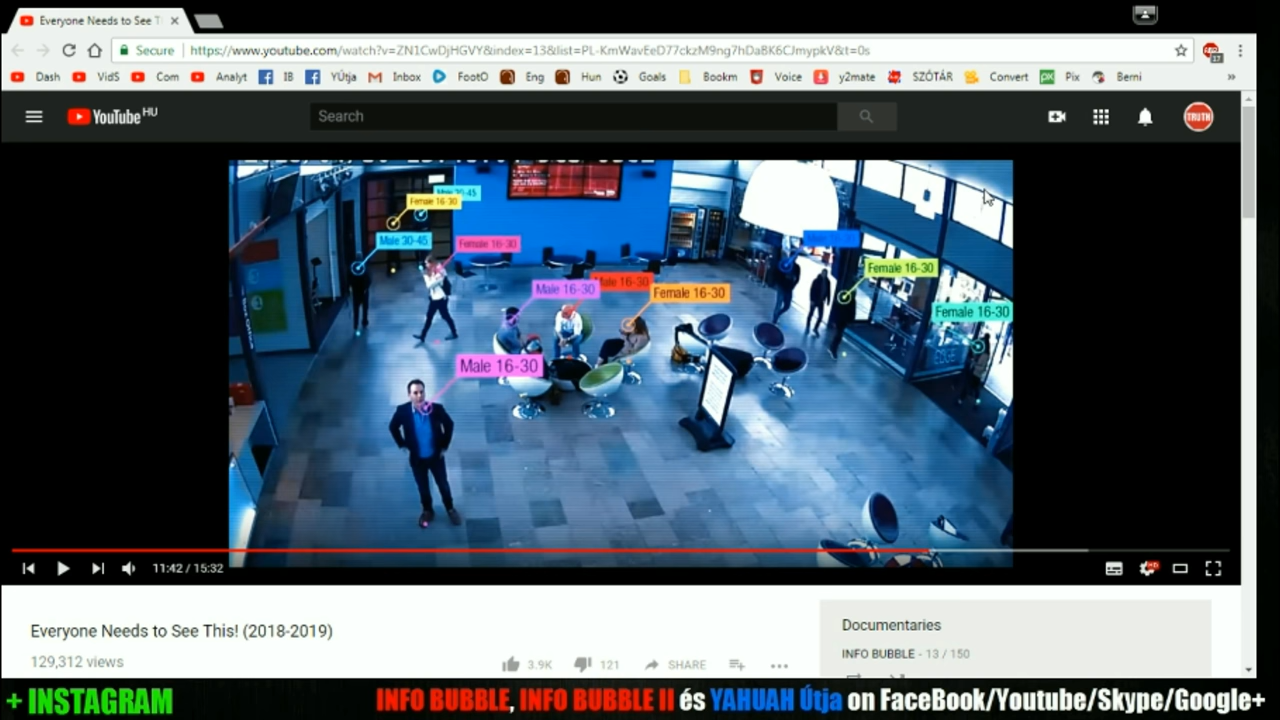 Everyone Needs to See T
Secure https://www.youtube.com/watch?v=ZN1CwDjHGVY&index=13&list=PL-KmWavEeD77ckzM9ng7hDaBK6CJmypkV&t=0s
Dash VidS Com Analyt IB YÚtja Inbox FootO Eng Hun Goals Bookm Voice y2mate SZÓTÁR Convert Pix Berni »
YouTube HU Search TRUTH
Male 30-45
Female 16-30
Male 30-45
Female 16-30
Female 16-30
Male 16-30
Male 16-30
Female 16-30
Female 16-30
Male 16-30
11:42 / 15:32
HD
Everyone Needs to See This! (2018-2019)
129,312 views
3.9K 121 SHARE
Documentaries
INFO BUBBLE - 13 / 150
+ INSTAGRAM INFO BUBBLE, INFO BUBBLE II és YAHUAH Útja on FaceBook/Youtube/Skype/Google+